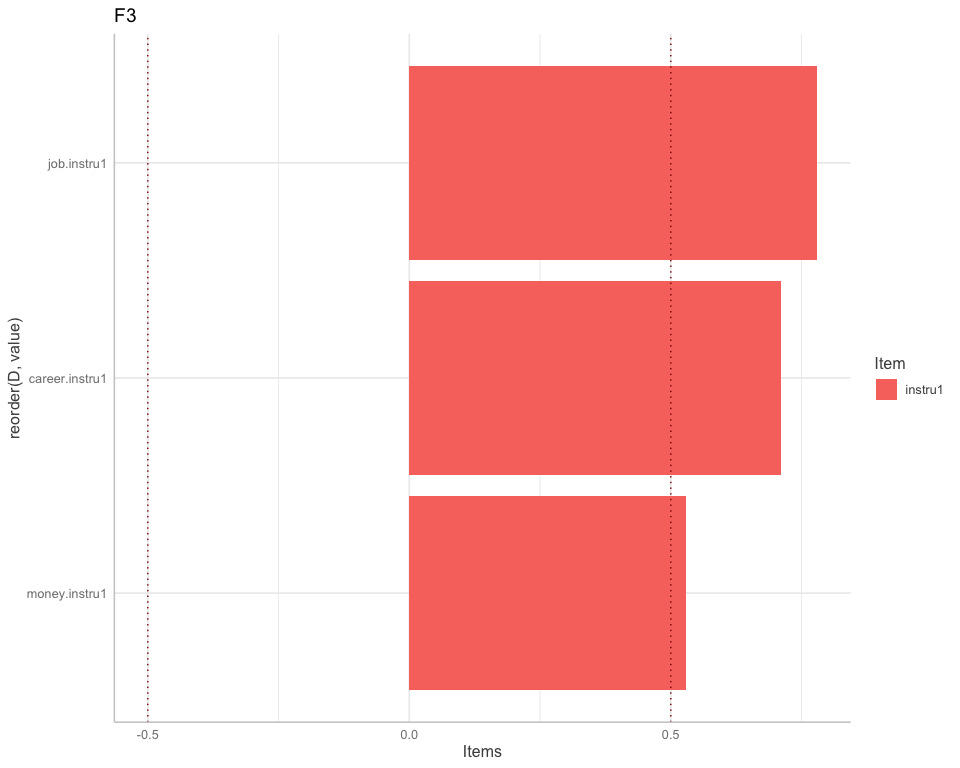 F3
job.instru1
career.instru1
money.instru1
reorder(D, value)
-0.5
0.0
0.5
Items
Item
instru1